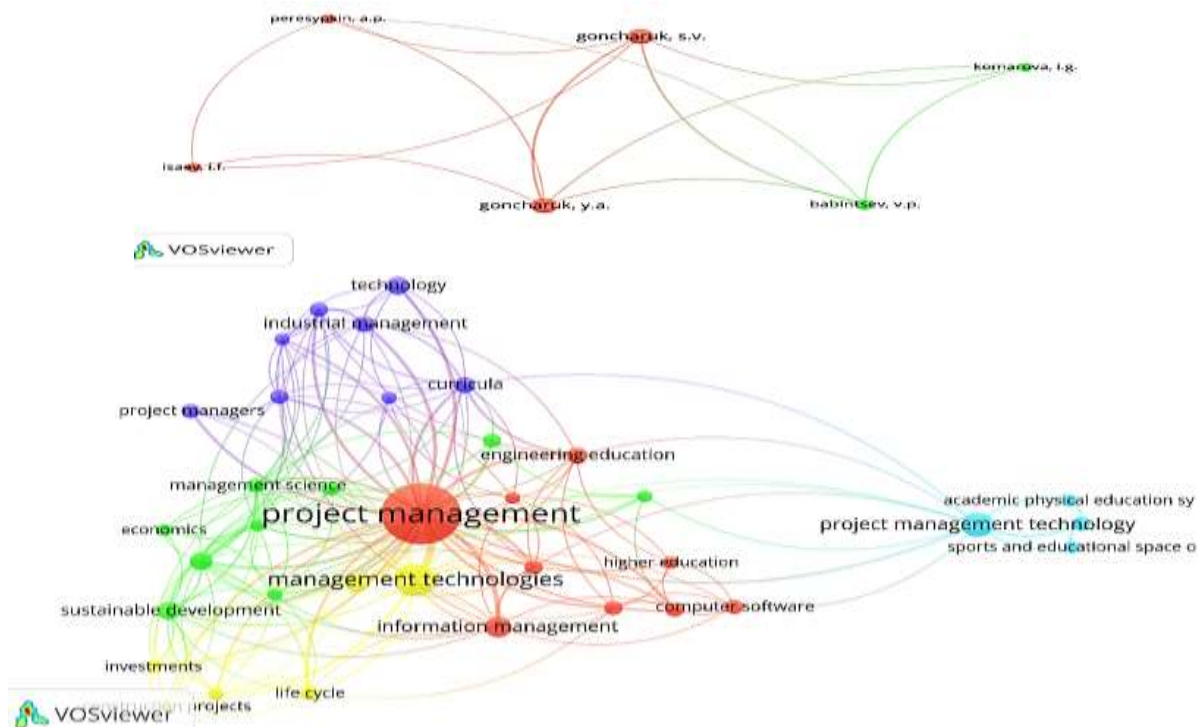 peresypkin, a.p.
goncharuk, s.v.
komarova, i.g.
isaev, i.f.
goncharuk, y.a.
babintsev, v.p.
VOSviewer
technology
industrial management
curricula
project managers
engineering education
management science
academic physical education sy
project management
project management technology
economics
sports and educational space o
higher education
management technologies
sustainable development
computer software
information management
investments
life cycle
projects
VOSviewer